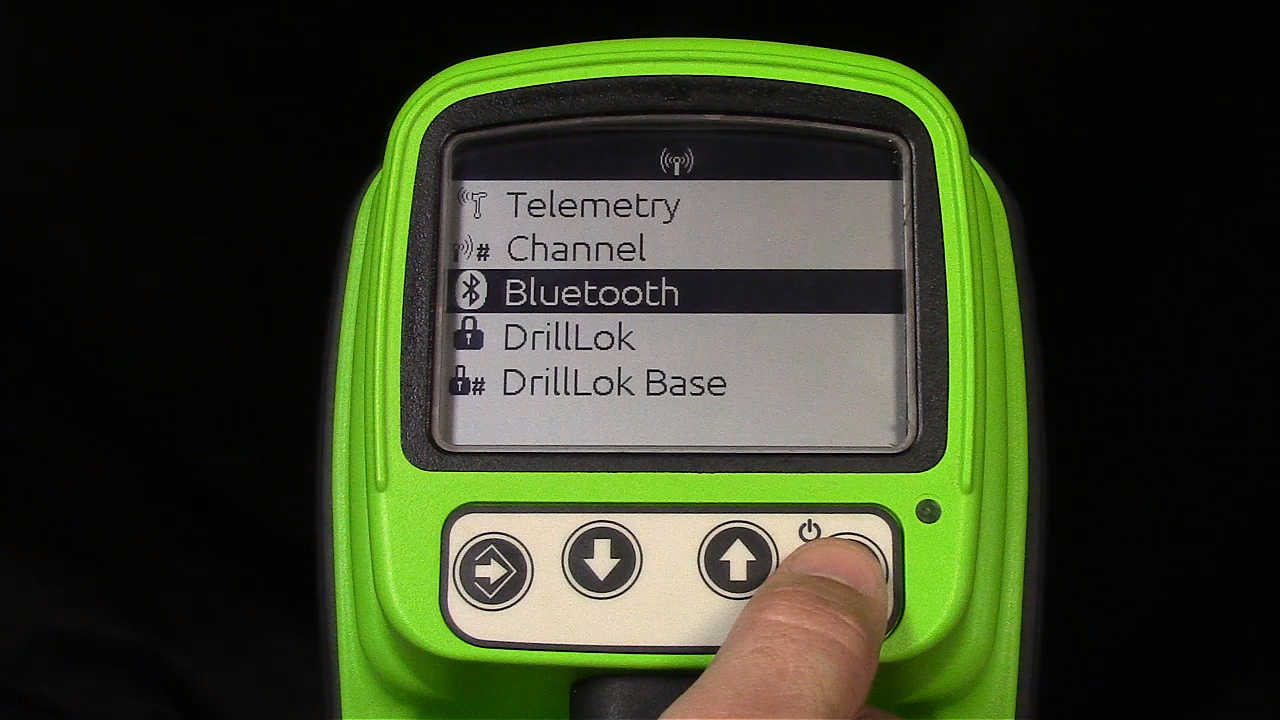 Telemetry
# Channel
Bluetooth
DrillLok
# DrillLok Base